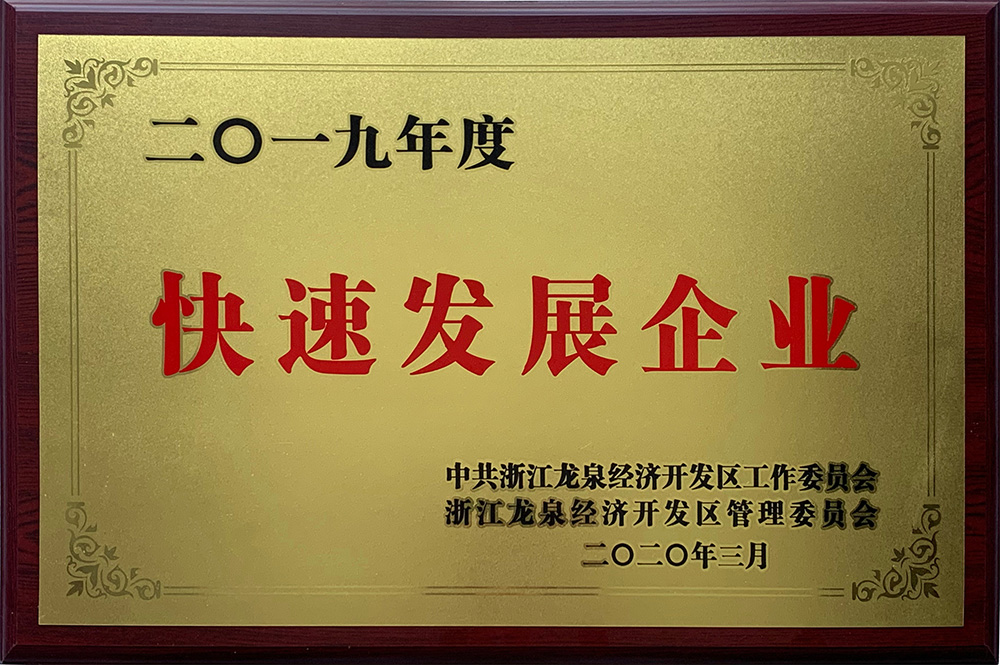 二〇一九年度
快速发展企业
中共浙江龙泉经济开发区工作委员会
浙江龙泉经济开发区管理委员会
二〇二〇年三月